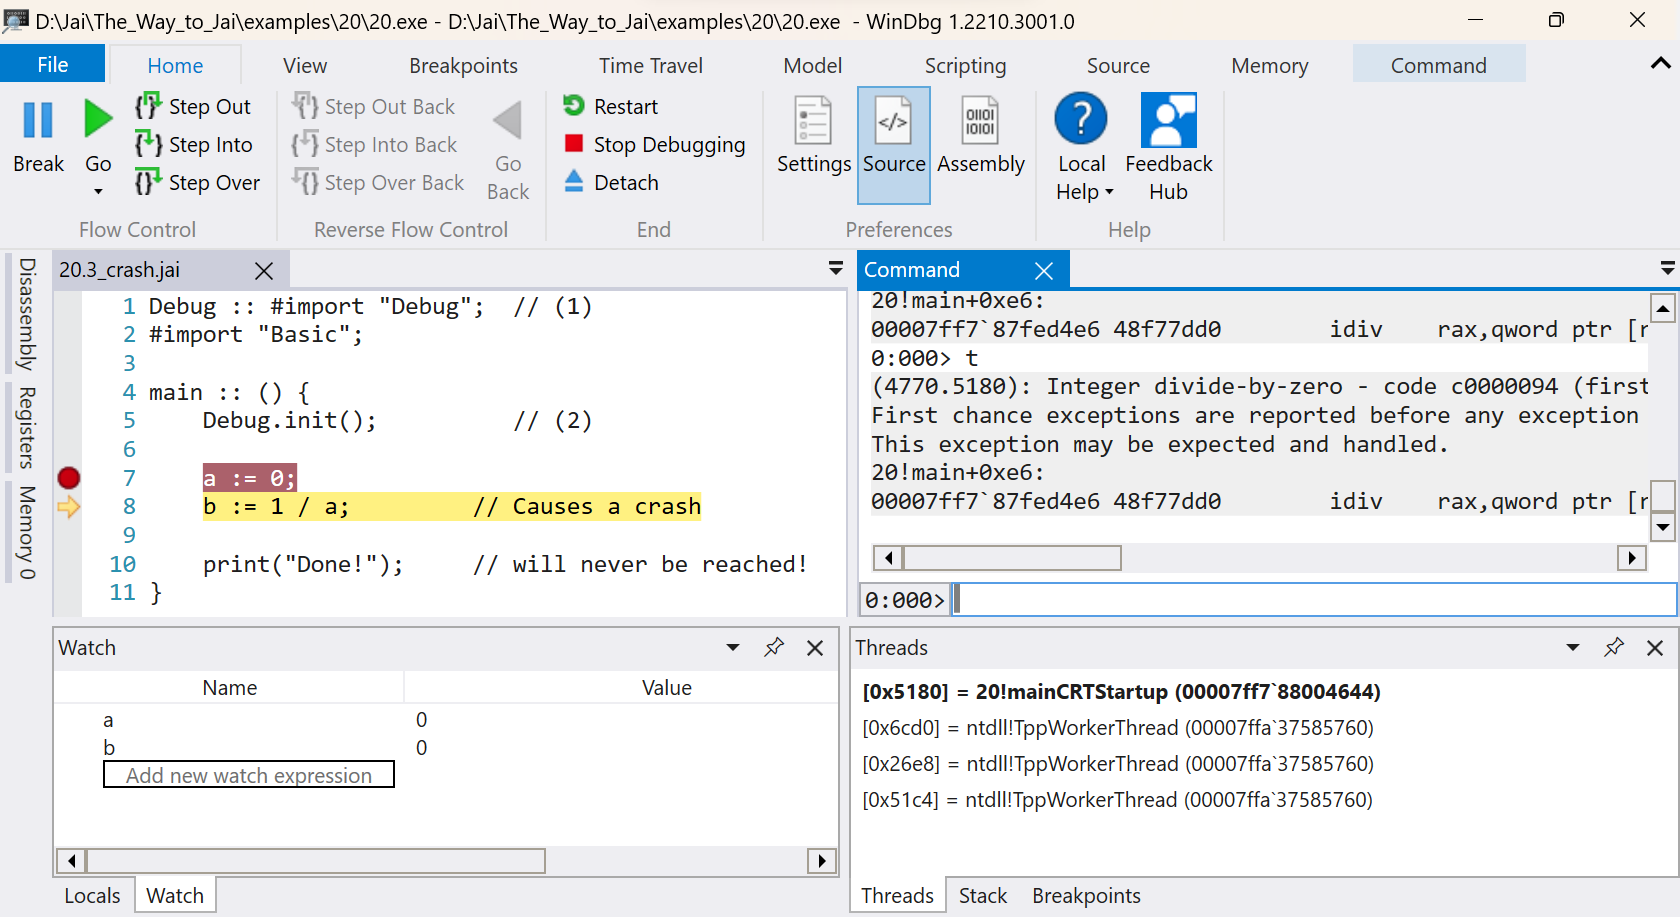 D:\Jai\The_Way_to_Jai\examples\20\20.exe - D:\Jai\The_Way_to_Jai\examples\20\20.exe - WinDbg 1.2210.3001.0
File Home View Breakpoints Time Travel Model Scripting Source Memory Command
Break
Go
Step Out
Step Into
Step Over
Flow Control
Step Out Back
Step Into Back
Step Over Back
Go
Back
Reverse Flow Control
Restart
Stop Debugging
Detach
End
Settings
Source
Assembly
Preferences
Local
Help
Feedback
Hub
Help
Disassembly
Registers
Memory 0
20.3_crash.jai
1 Debug :: #import "Debug"; // (1)
2 #import "Basic";
3
4 main :: () {
5 Debug.init(); // (2)
6
7 a := 0;
8 b := 1 / a; // Causes a crash
9
10 print("Done!"); // will never be reached!
11 }
Command
20!main+0xe6:
00007ff7`87fed4e6 48f77dd0 idiv rax,qword ptr [r
0:000> t
(4770.5180): Integer divide-by-zero - code c0000094 (first
First chance exceptions are reported before any exception
This exception may be expected and handled.
20!main+0xe6:
00007ff7`87fed4e6 48f77dd0 idiv rax,qword ptr [r
0:000>
Watch
Name Value
a 0
b 0
Add new watch expression
Locals Watch
Threads
[0x5180] = 20!mainCRTStartup (00007ff7`88004644)
[0x6cd0] = ntdll!TppWorkerThread (00007ffa`37585760)
[0x26e8] = ntdll!TppWorkerThread (00007ffa`37585760)
[0x51c4] = ntdll!TppWorkerThread (00007ffa`37585760)
Threads Stack Breakpoints